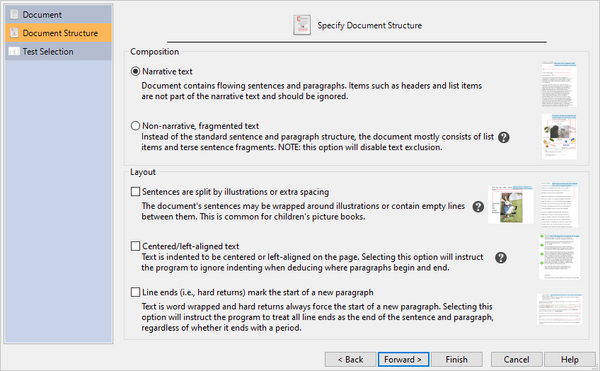 Document
Document Structure
Test Selection
Specify Document Structure
Composition
Narrative text
Document contains flowing sentences and paragraphs. Items such as headers and list items
are not part of the narrative text and should be ignored.
Non-narrative, fragmented text
Instead of the standard sentence and paragraph structure, the document mostly consists of list
items and terse sentence fragments. NOTE: this option will disable text exclusion.
Layout
Sentences are split by illustrations or extra spacing
The document's sentences may be wrapped around illustrations or contain empty lines
between them. This is common for children's picture books.
Centered/left-aligned text
Text is indented to be centered or left-aligned on the page. Selecting this option will instruct
the program to ignore indenting when deducing where paragraphs begin and end.
Line ends (i.e., hard returns) mark the start of a new paragraph
Text is word wrapped and hard returns always force the start of a new paragraph. Selecting this
option will instruct the program to treat all line ends as the end of the sentence and paragraph,
regardless of whether it ends with a period.
< Back
Forward >
Finish
Cancel
Help